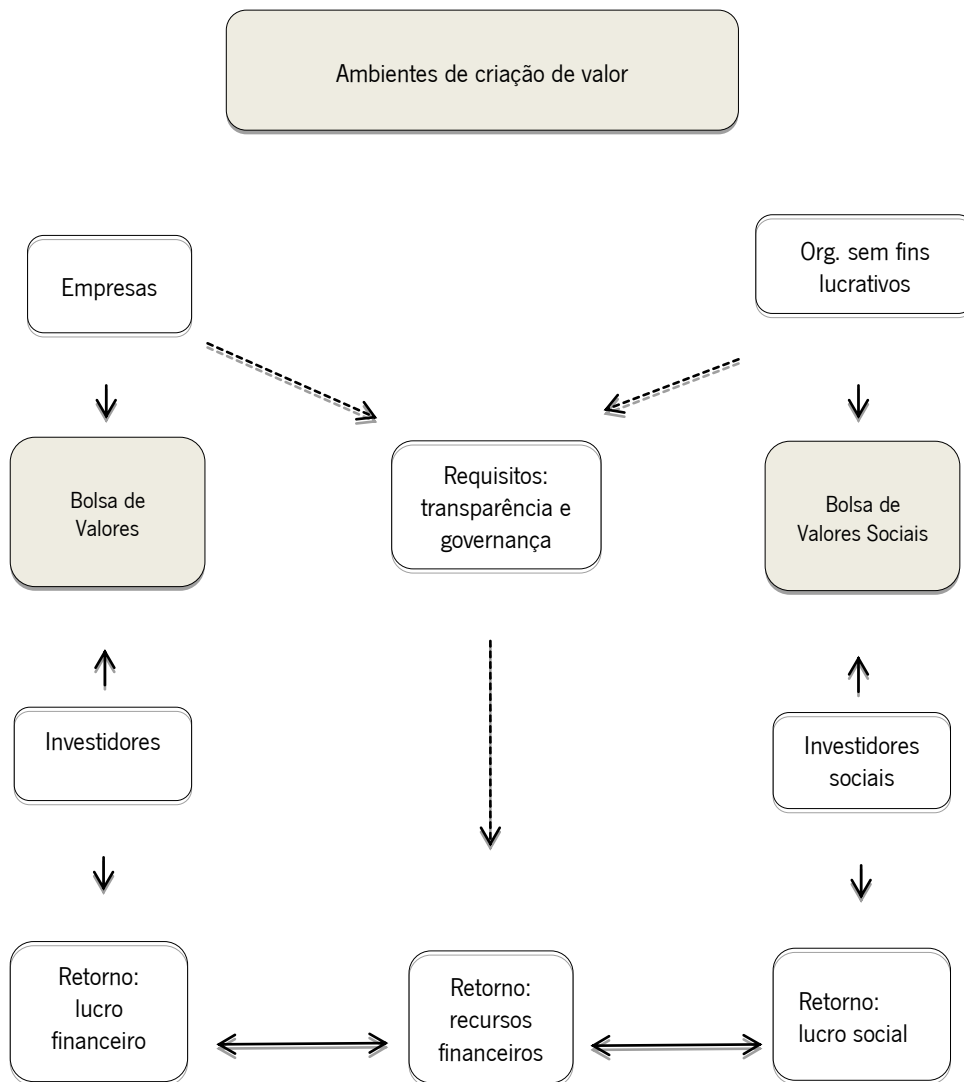 Ambientes de criação de valor
Empresas
Org. sem fins
lucrativos
Bolsa de
Valores
Requisitos:
transparência e
governança
Bolsa de
Valores Sociais
Investidores
Investidores
sociais
Retorno:
lucro
financeiro
Retorno:
recursos
financeiros
Retorno:
lucro social